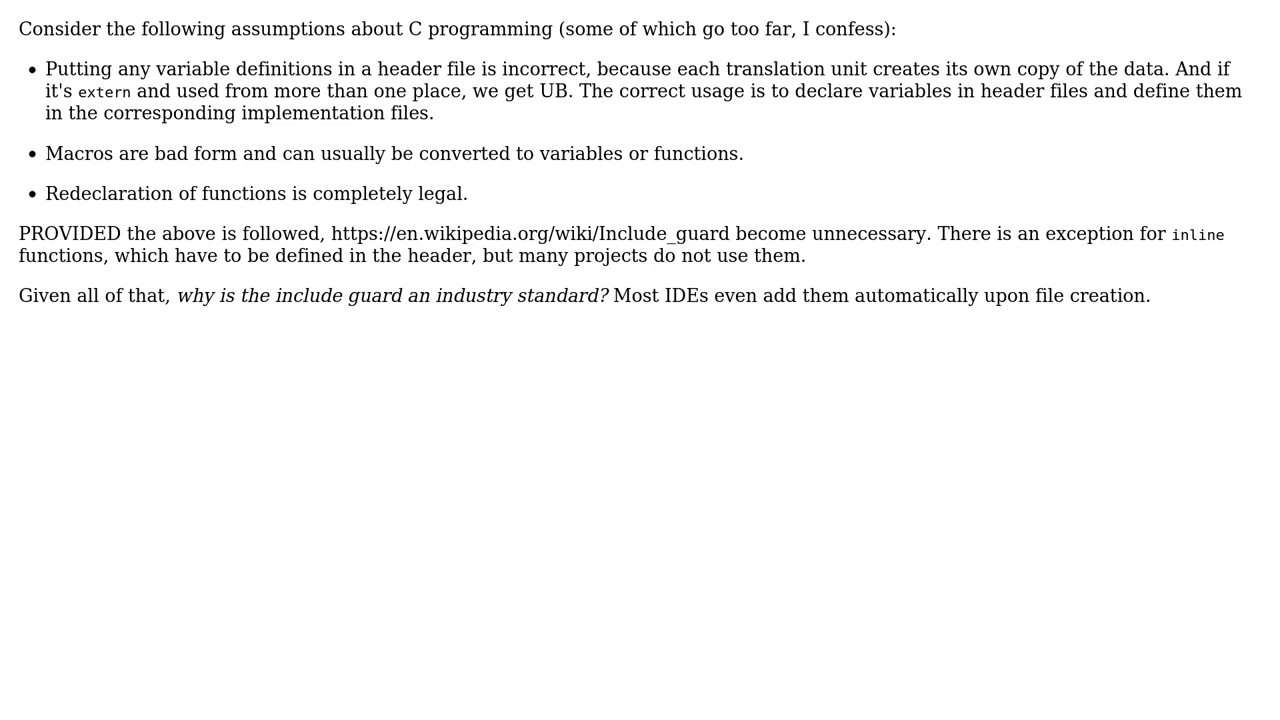 Consider the following assumptions about C programming (some of which go too far, I confess):
• Putting any variable definitions in a header file is incorrect, because each translation unit creates its own copy of the data. And if
it's extern and used from more than one place, we get UB. The correct usage is to declare variables in header files and define them
in the corresponding implementation files.
• Macros are bad form and can usually be converted to variables or functions.
• Redeclaration of functions is completely legal.
PROVIDED the above is followed, https://en.wikipedia.org/wiki/Include_guard become unnecessary. There is an exception for inline
functions, which have to be defined in the header, but many projects do not use them.
Given all of that, why is the include guard an industry standard? Most IDEs even add them automatically upon file creation.